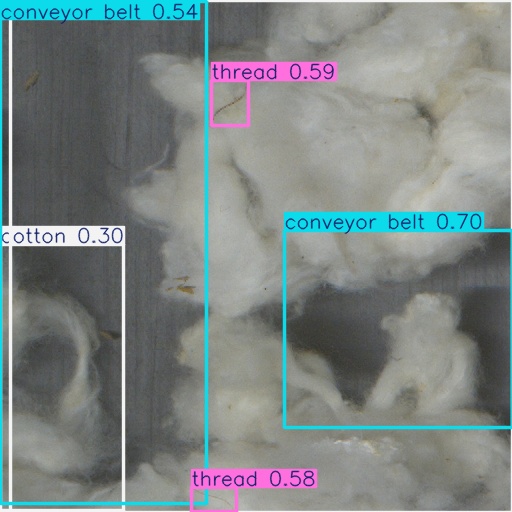 conveyor belt 0.54
thread 0.59
conveyor belt 0.70
cotton 0.30
thread 0.58